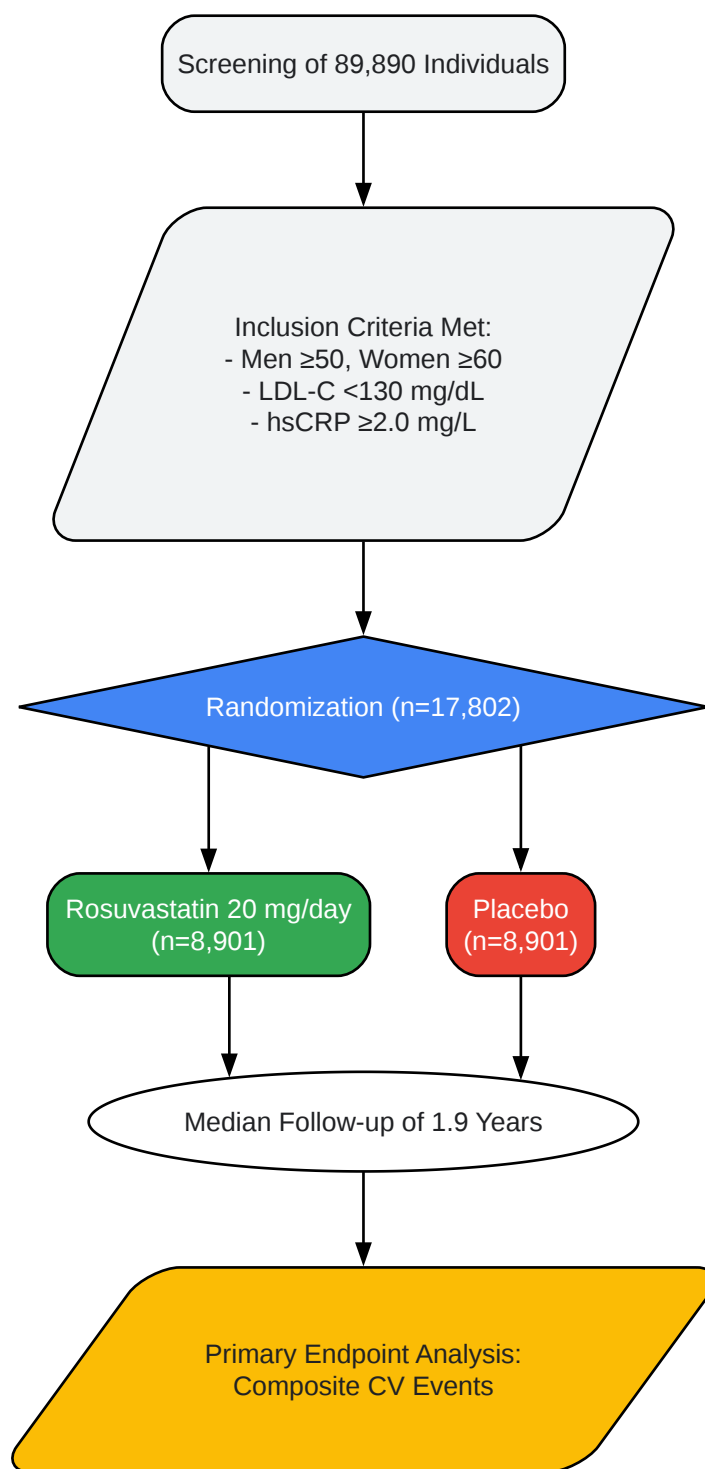 Screening of 89,890 Individuals
Inclusion Criteria Met:
- Men ≥50, Women ≥60
- LDL-C <130 mg/dL
- hsCRP ≥2.0 mg/L
Randomization (n=17,802)
Rosuvastatin 20 mg/day
(n=8,901)
Placebo
(n=8,901)
Median Follow-up of 1.9 Years
Primary Endpoint Analysis:
Composite CV Events